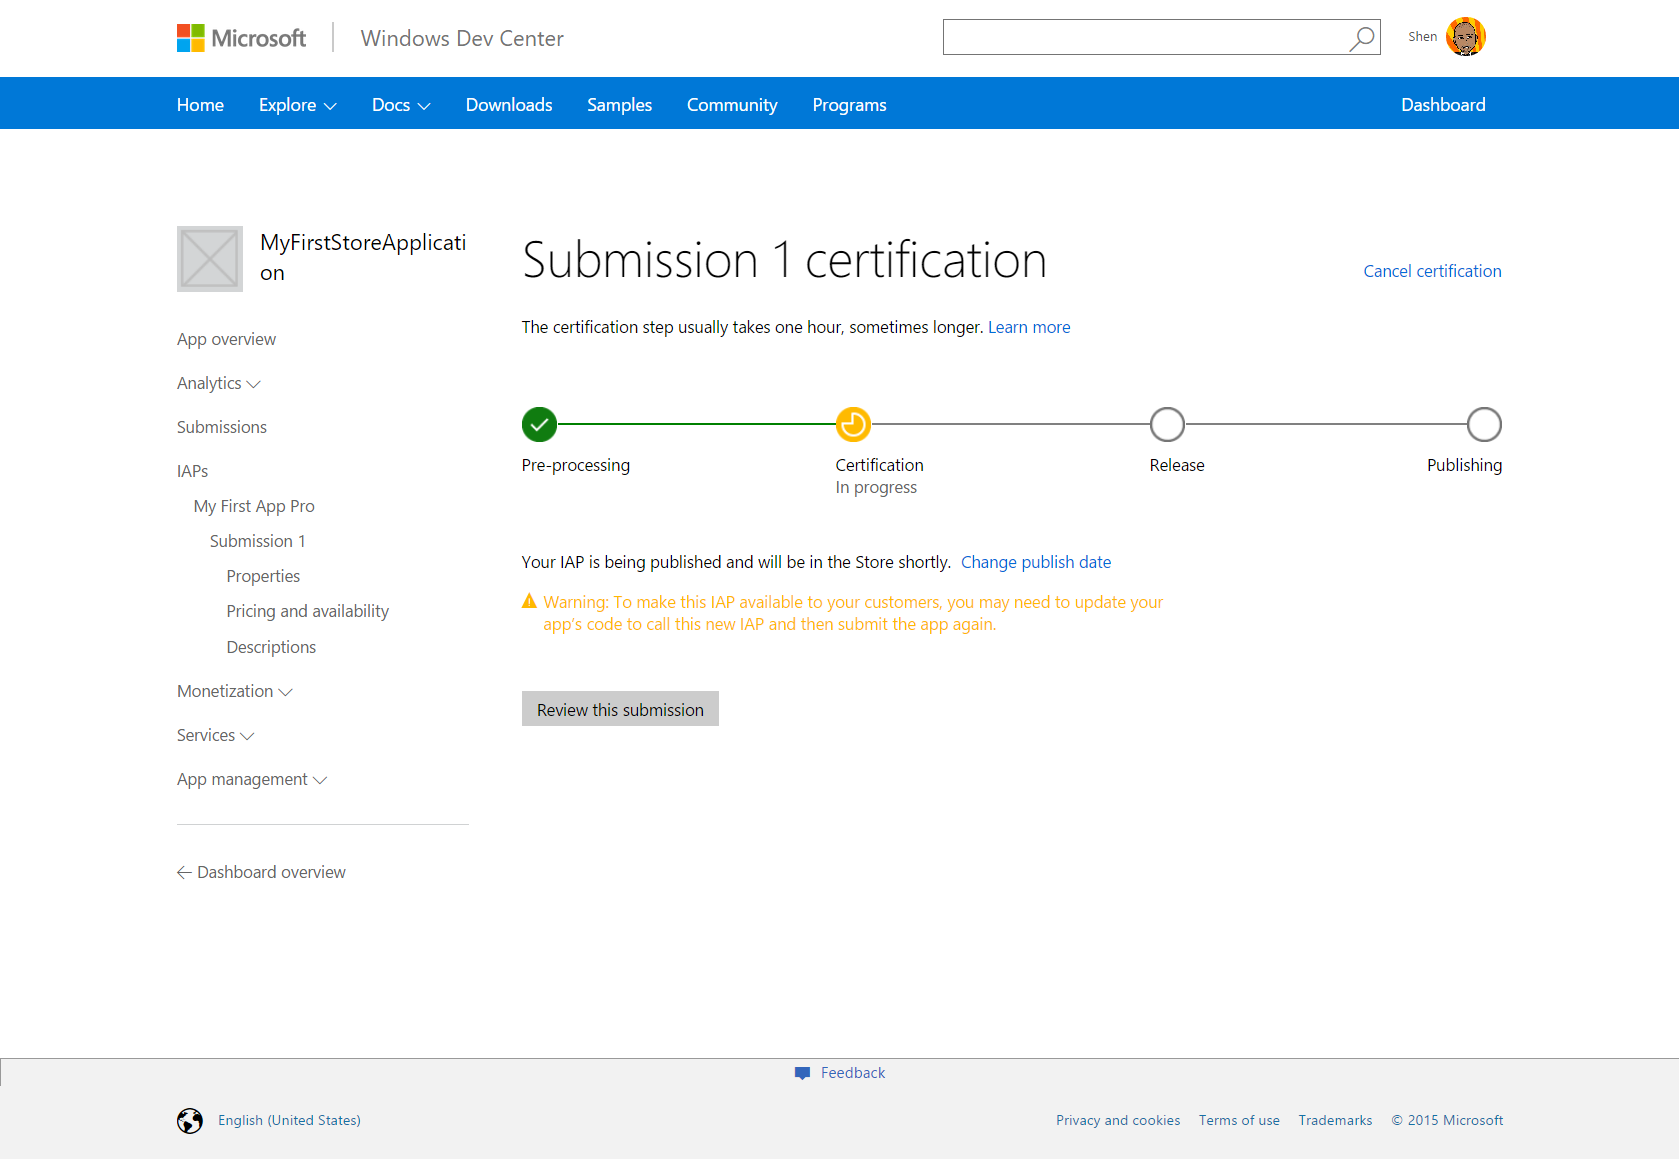 Microsoft
Windows Dev Center
Shen
Home
Explore
Docs
Downloads
Samples
Community
Programs
Dashboard
MyFirstStoreApplicati
on
App overview
Analytics
Submissions
IAPs
My First App Pro
Submission 1
Properties
Pricing and availability
Descriptions
Monetization
Services
App management
Dashboard overview
Submission 1 certification
Cancel certification
The certification step usually takes one hour, sometimes longer. Learn more
Pre-processing
Certification
In progress
Release
Publishing
Your IAP is being published and will be in the Store shortly. Change publish date
Warning: To make this IAP available to your customers, you may need to update your
app's code to call this new IAP and then submit the app again.
Review this submission
Feedback
English (United States)
Privacy and cookies
Terms of use
Trademarks
© 2015 Microsoft